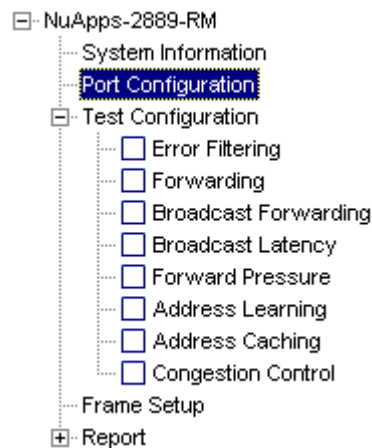 NuApps-2889-RM
System Information
Port Configuration
Test Configuration
Error Filtering
Forwarding
Broadcast Forwarding
Broadcast Latency
Forward Pressure
Address Learning
Address Caching
Congestion Control
Frame Setup
Report